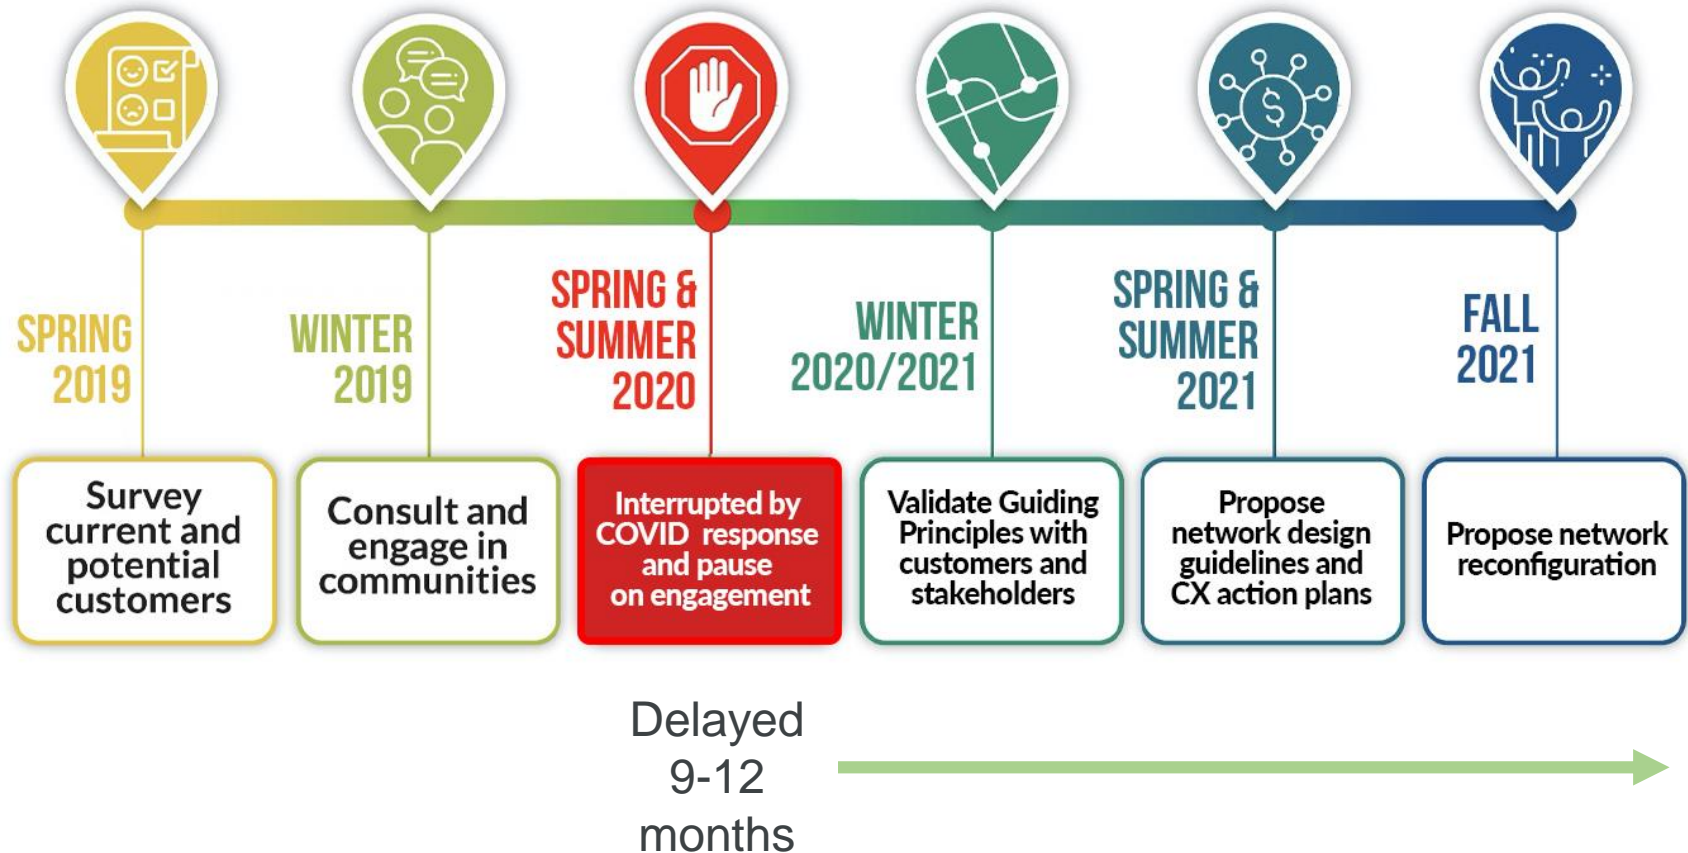 SPRING
2019
WINTER
2019
SPRING &
SUMMER
2020
WINTER
2020/2021
SPRING &
SUMMER
2021
FALL
2021
Survey
current and
potential
customers
Consult and
engage in
communities
Interrupted by
COVID response
and pause
on engagement
Validate Guiding
Principles with
customers and
stakeholders
Propose
network design
guidelines and
CX action plans
Propose network
reconfiguration
Delayed
9-12
months